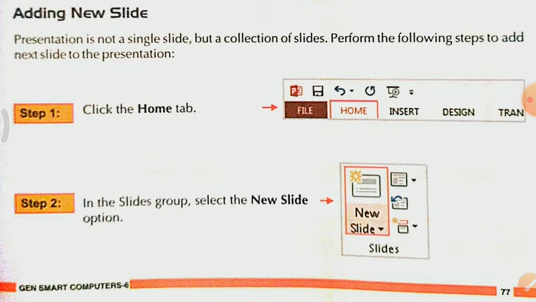 Adding New Slide
Presentation is not a single slide, but a collection of slides. Perform the following steps to add
next slide to the presentation:
Step 1:
Click the Home tab.
FILE HOME INSERT DESIGN TRAN
Step 2:
In the Slides group, select the New Slide
option.
New
Slide
Slides
GEN SMART COMPUTERS-6
77